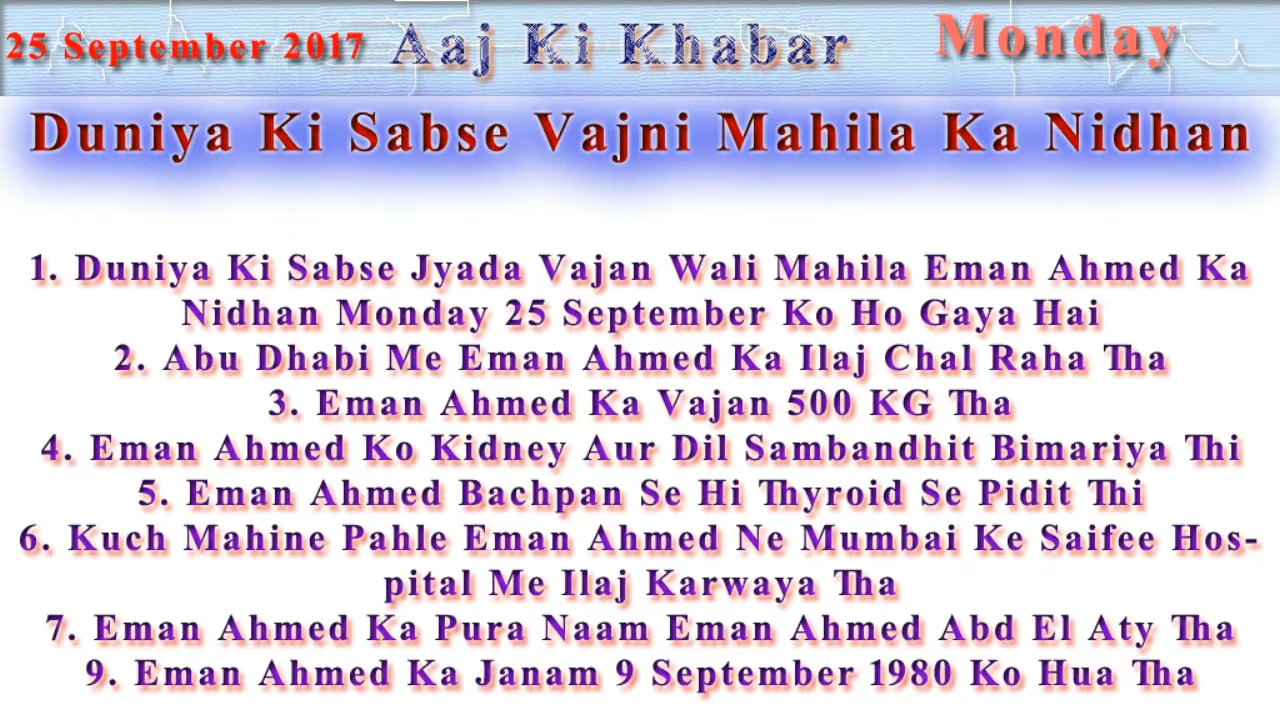 25 September 2017 Aaj Ki Khabar Monday
Duniya Ki Sabse Vajni Mahila Ka Nidhan
1. Duniya Ki Sabse Jyada Vajan Wali Mahila Eman Ahmed Ka
Nidhan Monday 25 September Ko Ho Gaya Hai
2. Abu Dhabi Me Eman Ahmed Ka Ilaj Chal Raha Tha
3. Eman Ahmed Ka Vajan 500 KG Tha
4. Eman Ahmed Ko Kidney Aur Dil Sambandhit Bimariya Thi
5. Eman Ahmed Bachpan Se Hi Thyroid Se Pidit Thi
6. Kuch Mahine Pahle Eman Ahmed Ne Mumbai Ke Saifee Hos-
pital Me Ilaj Karwaya Tha
7. Eman Ahmed Ka Pura Naam Eman Ahmed Abd El Aty Tha
9. Eman Ahmed Ka Janam 9 September 1980 Ko Hua Tha